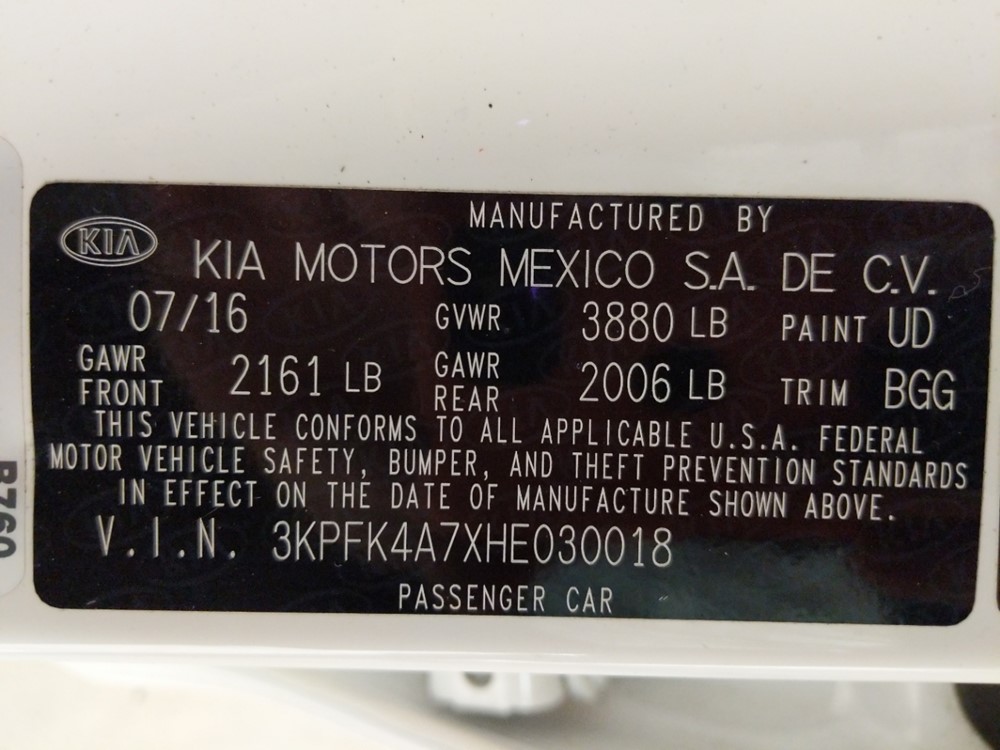 MANUFACTURED BY
KIA
KIA MOTORS MEXICO S.A. DE C.V.
07/16 GVWR 3880 LB PAINT UD
GAWR FRONT 2161 LB GAWR REAR 2006 LB TRIM BGG
THIS VEHICLE CONFORMS TO ALL APPLICABLE U.S.A. FEDERAL
MOTOR VEHICLE SAFETY, BUMPER, AND THEFT PREVENTION STANDARDS
IN EFFECT ON THE DATE OF MANUFACTURE SHOWN ABOVE.
V.I.N. 3KPFK4A7XHE030018
PASSENGER CAR